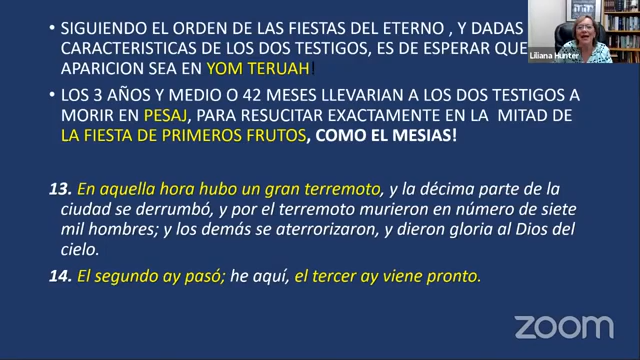 • SIGUIENDO EL ORDEN DE LAS FIESTAS DEL ETERNO , Y DADAS
CARACTERISTICAS DE LOS DOS TESTIGOS, ES DE ESPERAR QUE
APARICION SEA EN YOM TERUAH!
• LOS 3 AÑOS Y MEDIO O 42 MESES LLEVARIAN A LOS DOS TESTIGOS A
MORIR EN PESAJ, PARA RESUCITAR EXACTAMENTE EN LA MITAD DE
LA FIESTA DE PRIMEROS FRUTOS, COMO EL MESIAS!
13. En aquella hora hubo un gran terremoto, y la décima parte de la
ciudad se derrumbó, y por el terremoto murieron en número de siete
mil hombres; y los demás se aterrorizaron, y dieron gloria al Dios del
cielo.
14. El segundo ay pasó; he aquí, el tercer ay viene pronto.
Liliana Hunter
zoom